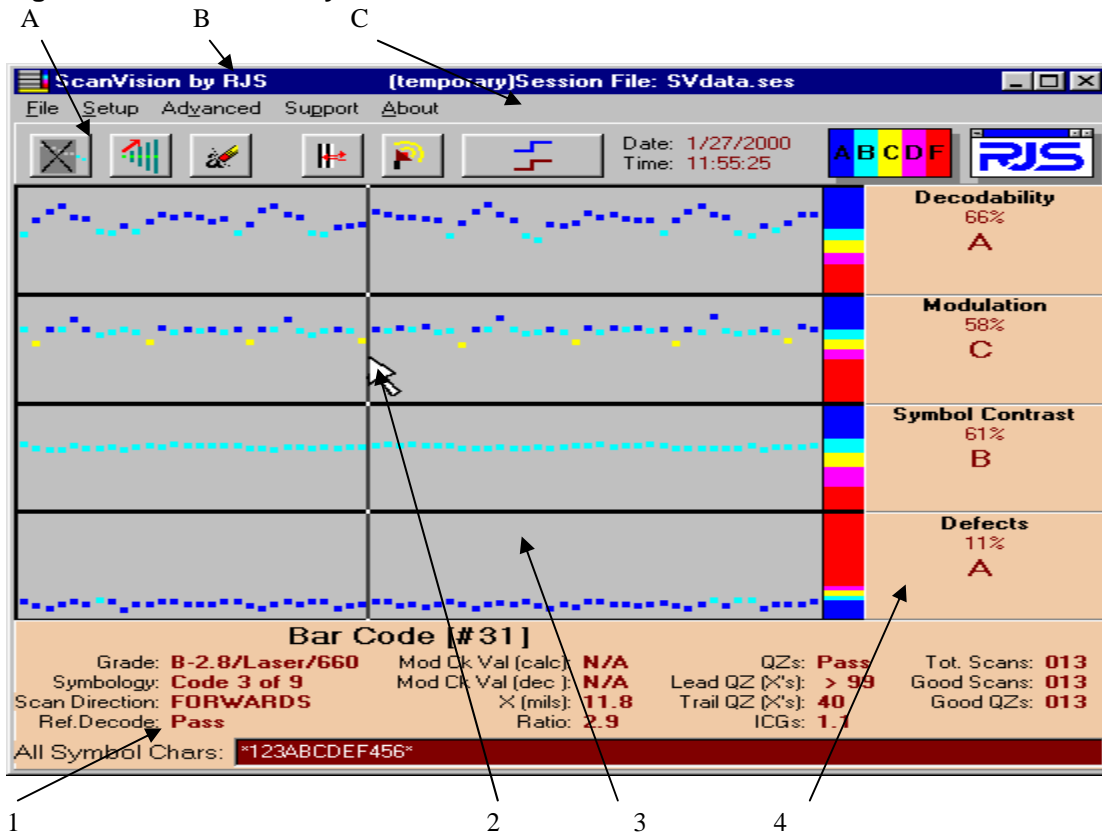 A B C
ScanVision by RJS (temporary)Session File: SVdata.ses
File Setup Advanced Support About
Date: 1/27/2000
Time: 11:55:25
A B C D F
RJS
Decodability
66%
A
Modulation
58%
C
Symbol Contrast
61%
B
Defects
11%
A
Bar Code [#31]
Grade: B-2.8/Laser/660 Mod Ck Val (calc): N/A QZs: Pass Tot. Scans: 013
Symbology: Code 3 of 9 Mod Ck Val (dec ): N/A Lead QZ (X's): > 99 Good Scans: 013
Scan Direction: FORWARDS X (mils): 11.8 Trail QZ (X's): 40 Good QZs: 013
Ref.Decode: Pass Ratio: 2.9 ICGs: 1.1
All Symbol Chars: *123ABCDEF456*
1 2 3 4